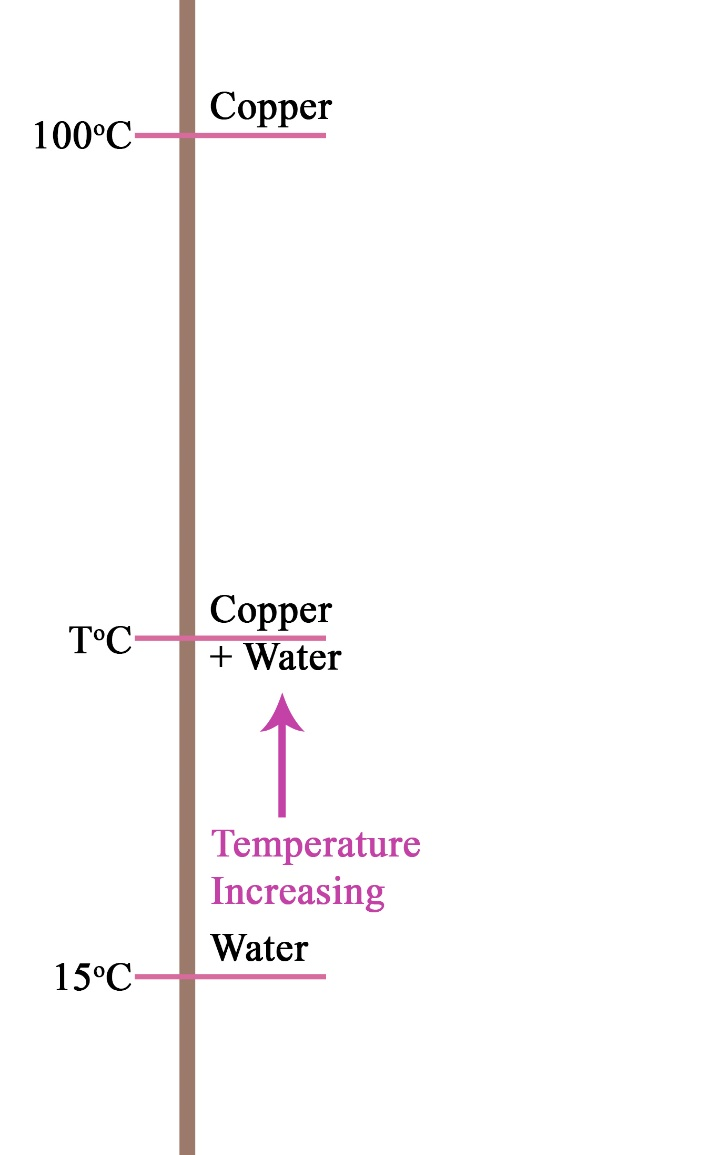 Copper
100°C
Copper
T°C
+ Water
Temperature
Increasing
Water
15°C